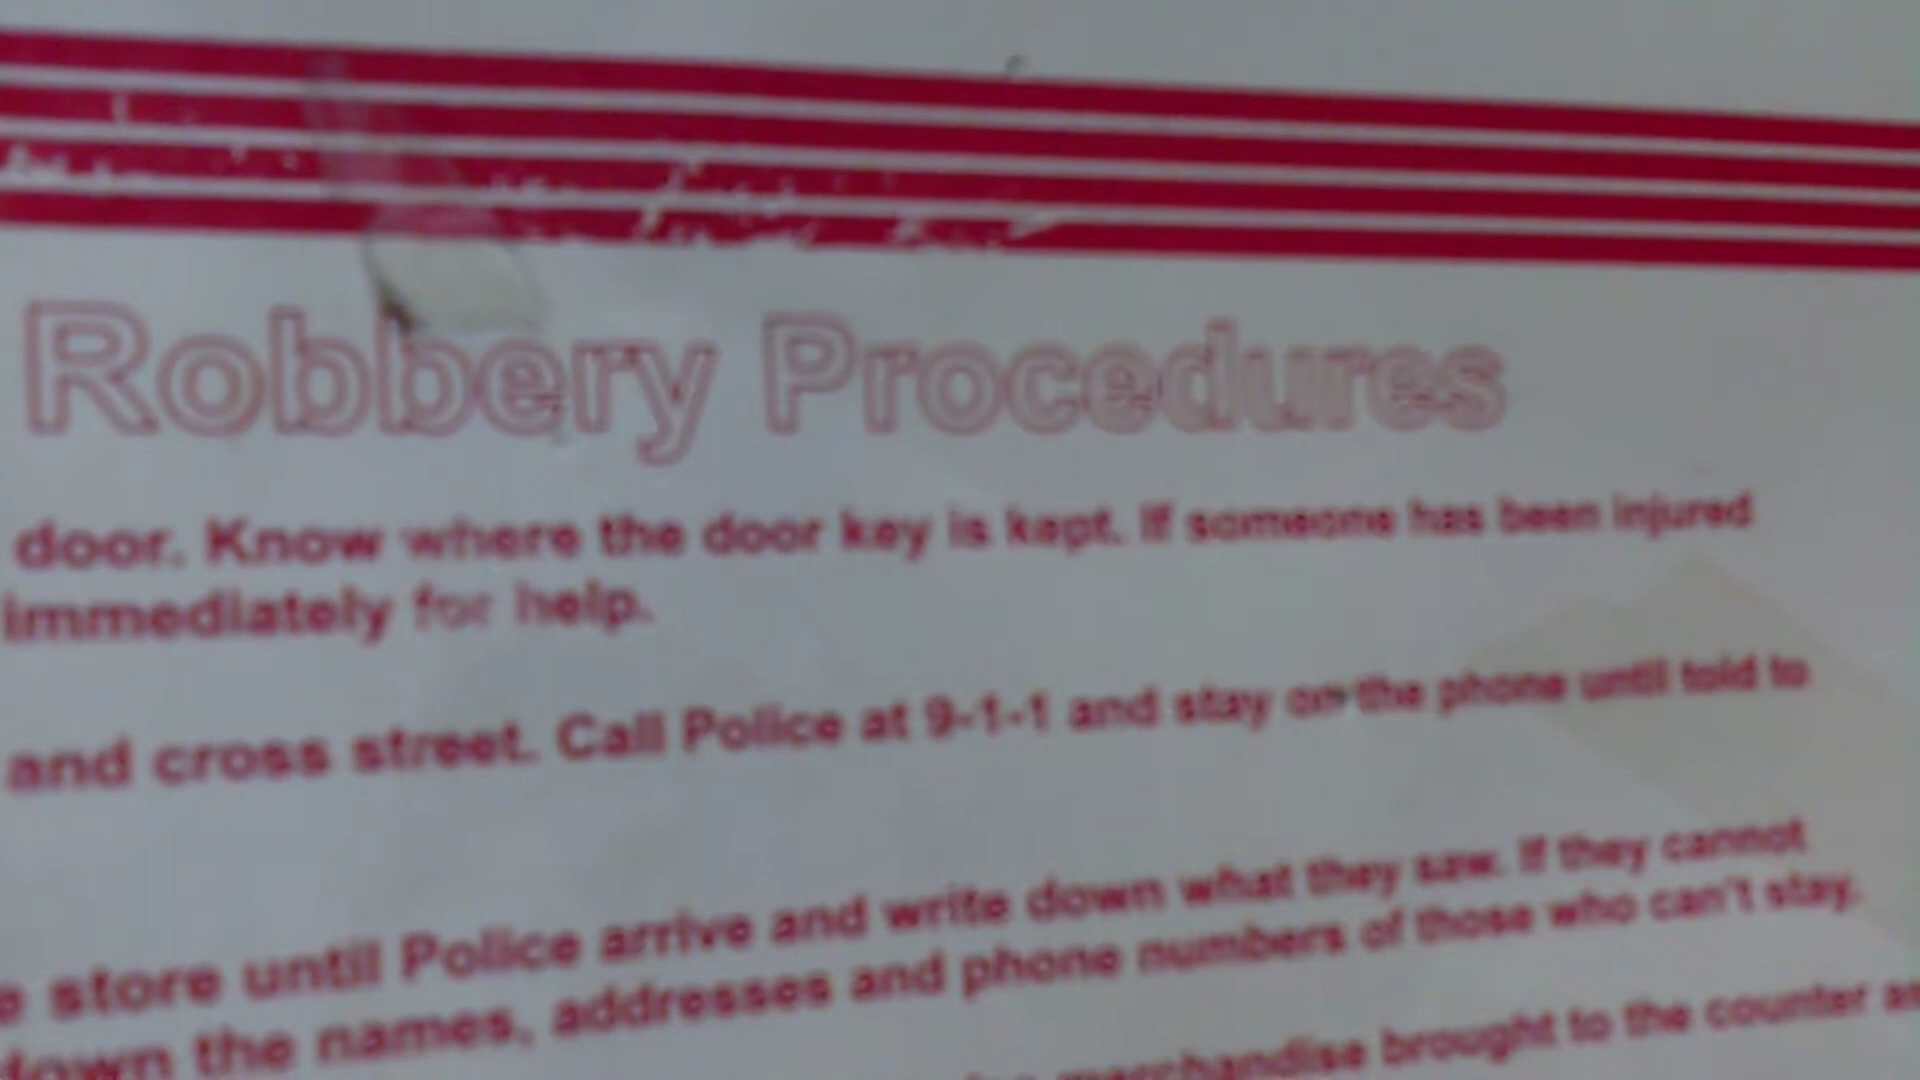 Robbery Procedures
door. Know where the door key is kept. If someone has been injured
immediately for help.
and cross street. Call Police at 9-1-1 and stay on the phone until told to
e store until Police arrive and write down what they saw. If they cannot
down the names, addresses and phone numbers of those who can't stay.
merchandise brought to the counter